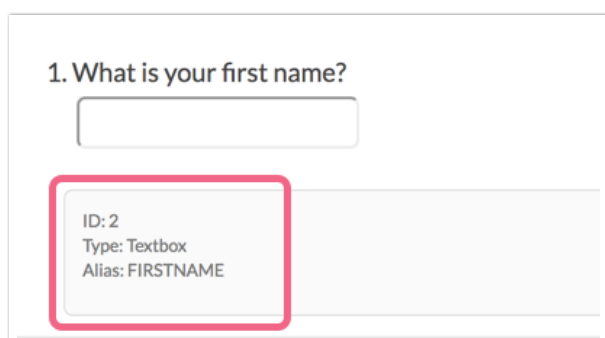 1. What is your first name?
ID: 2
Type: Textbox
Alias: FIRSTNAME